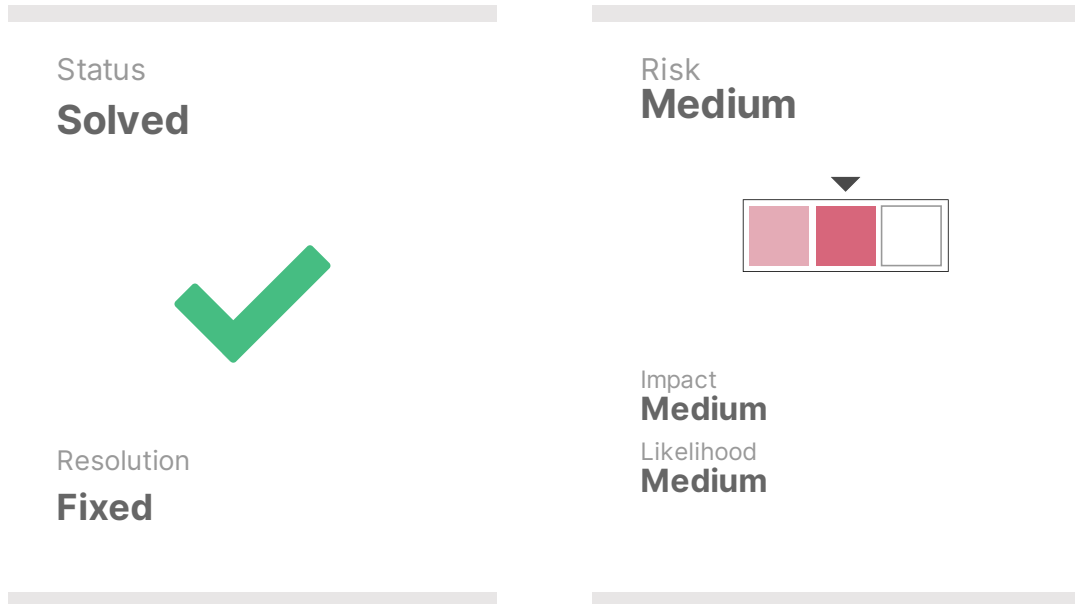 Status
Solved
Resolution
Fixed
Risk
Medium
Impact
Medium
Likelihood
Medium